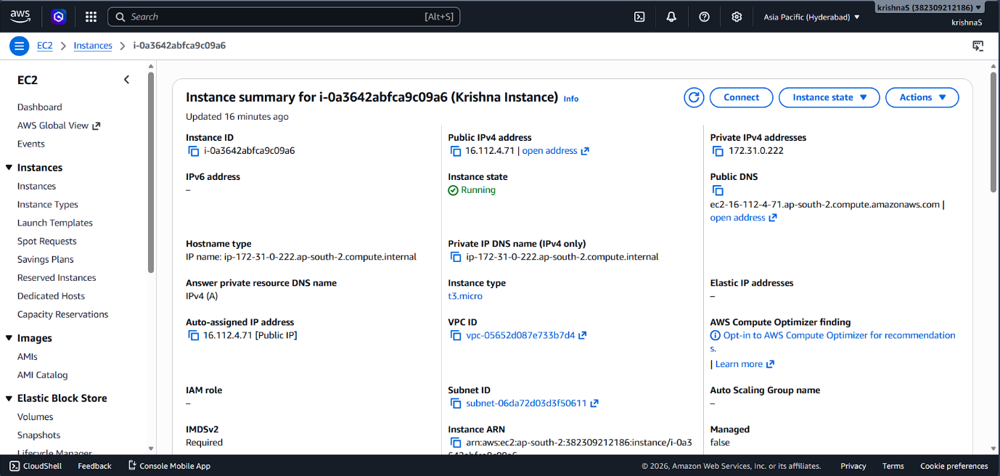 aws
Search [Alt+S]
Asia Pacific (Hyderabad)
krishnaS (382309212186)
krishnaS
EC2 Instances i-0a3642abfca9c09a6
EC2
Dashboard
AWS Global View
Events
Instances
Instances
Instance Types
Launch Templates
Spot Requests
Savings Plans
Reserved Instances
Dedicated Hosts
Capacity Reservations
Images
AMIs
AMI Catalog
Elastic Block Store
Volumes
Snapshots
Lifecycle Manager
Instance summary for i-0a3642abfca9c09a6 (Krishna Instance) Info
Connect
Instance state
Actions
Updated 16 minutes ago
Instance ID
i-0a3642abfca9c09a6
Public IPv4 address
16.112.4.71 | open address
Private IPv4 addresses
172.31.0.222
IPv6 address
–
Instance state
Running
Public DNS
ec2-16-112-4-71.ap-south-2.compute.amazonaws.com |
open address
Hostname type
IP name: ip-172-31-0-222.ap-south-2.compute.internal
Private IP DNS name (IPv4 only)
ip-172-31-0-222.ap-south-2.compute.internal
Answer private resource DNS name
IPv4 (A)
Instance type
t3.micro
Elastic IP addresses
–
Auto-assigned IP address
16.112.4.71 [Public IP]
VPC ID
vpc-05652d087e733b7d4
AWS Compute Optimizer finding
Opt-in to AWS Compute Optimizer for recommendation
s.
| Learn more
IAM role
–
Subnet ID
subnet-06da72d03d3f50611
Auto Scaling Group name
–
IMDSv2
Required
Instance ARN
arn:aws:ec2:ap-south-2:382309212186:instance/i-0a3
642abfca9c09a6
Managed
false
CloudShell Feedback Console Mobile App
© 2026, Amazon Web Services, Inc. or its affiliates. Privacy Terms Cookie preferences